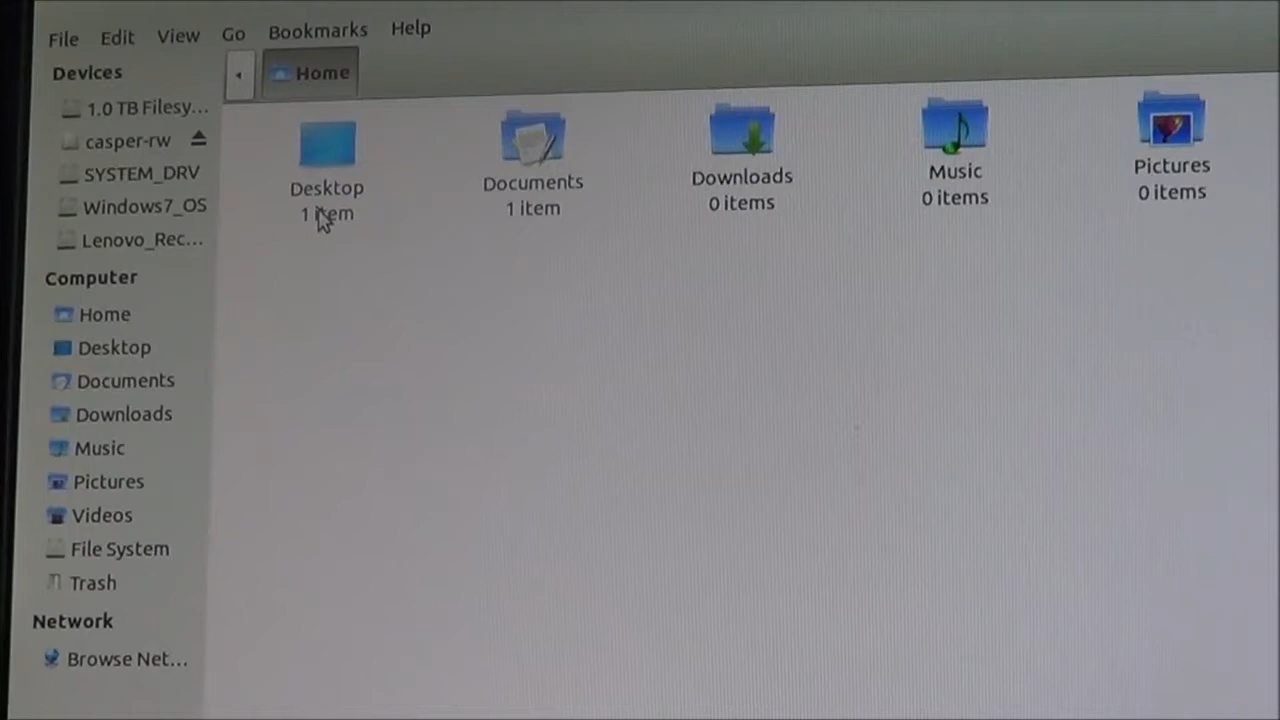 File Edit View Go Bookmarks Help
Devices
1.0 TB Filesy...
casper-rw
SYSTEM_DRV
Windows7_OS
Lenovo_Rec...
Computer
Home
Desktop
Documents
Downloads
Music
Pictures
Videos
File System
Trash
Network
Browse Net...
Home
Desktop
1 item
Documents
1 item
Downloads
0 items
Music
0 items
Pictures
0 items